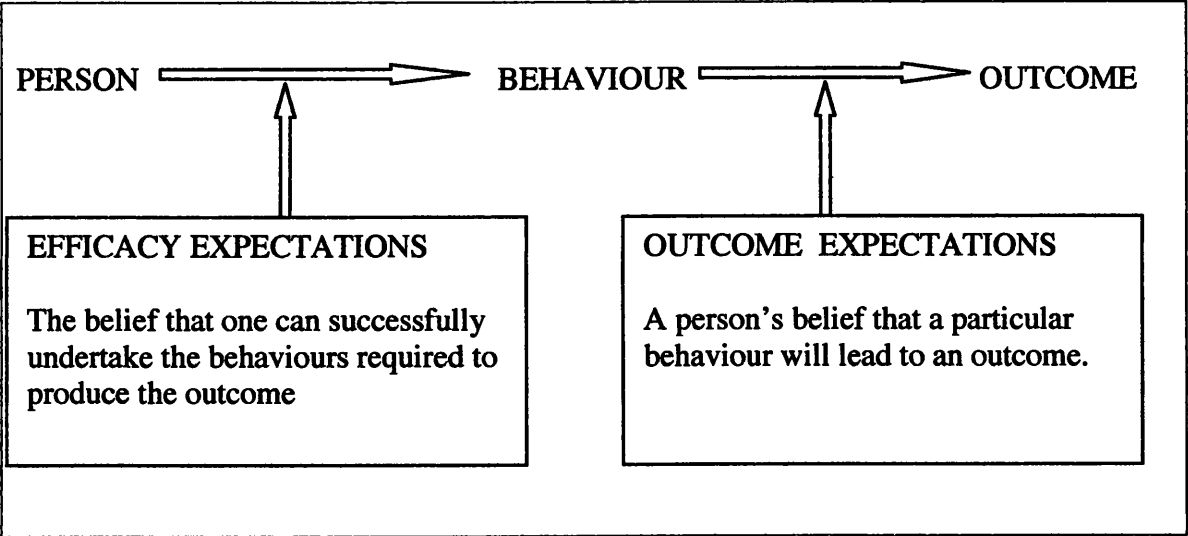 PERSON BEHAVIOUR OUTCOME
EFFICACY EXPECTATIONS
The belief that one can successfully
undertake the behaviours required to
produce the outcome
OUTCOME EXPECTATIONS
A person's belief that a particular
behaviour will lead to an outcome.